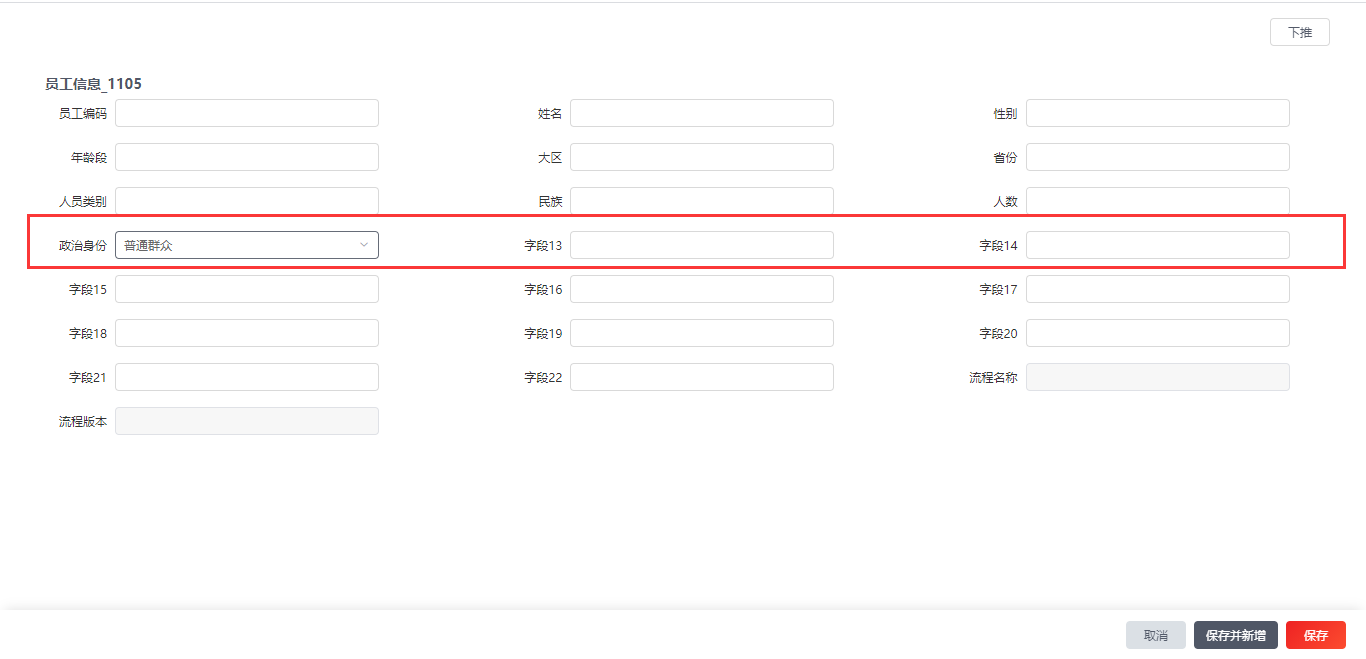 下推
员工信息_1105
员工编码 姓名 性别
年龄段 大区 省份
人员类别 民族 人数
政治身份 普通群众 字段13 字段14
字段15 字段16 字段17
字段18 字段19 字段20
字段21 字段22 流程名称
流程版本
取消 保存并新增 保存